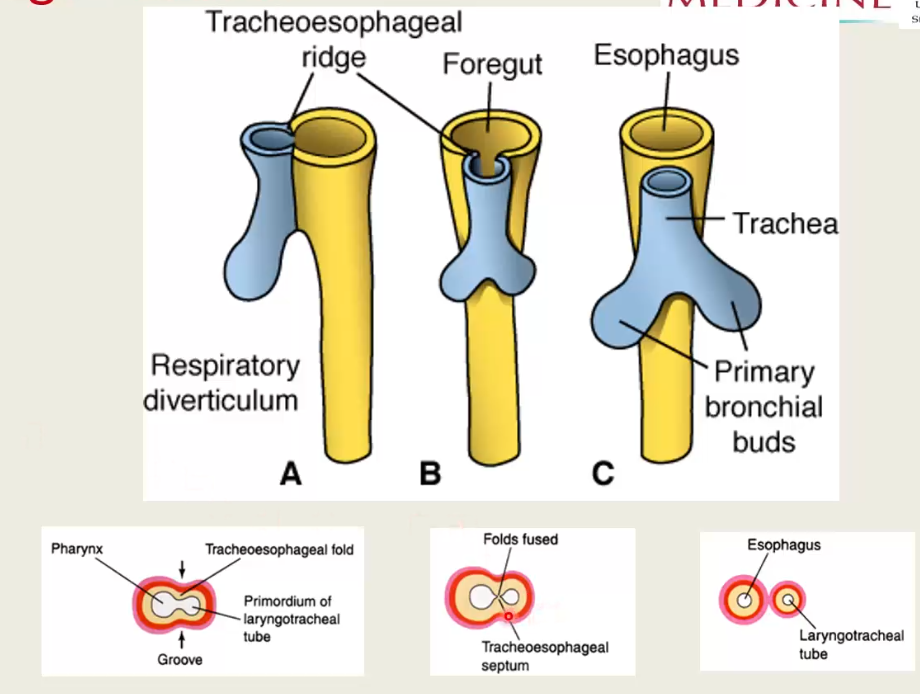 MEDICINE
Tracheoesophageal
ridge
Foregut
Esophagus
Trachea
Respiratory
diverticulum
Primary
bronchial
buds
A
B
C
Pharynx
Tracheoesophageal fold
Primordium of
laryngotracheal
tube
Groove
Folds fused
Tracheoesophageal
septum
Esophagus
Laryngotracheal
tube